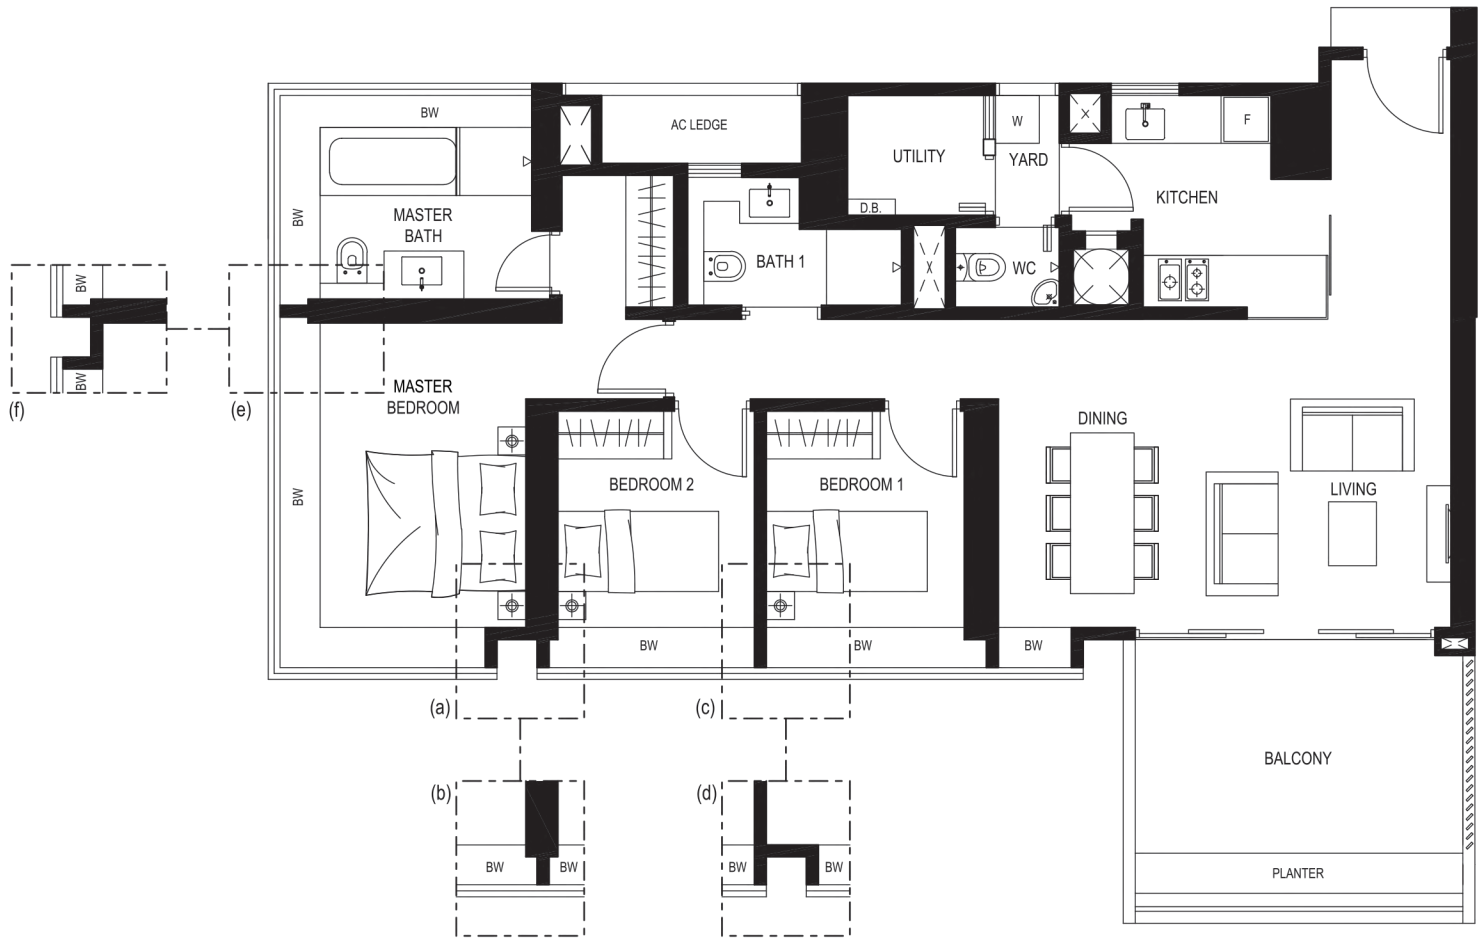 BW
AC LEDGE
W
F
UTILITY
YARD
KITCHEN
D.B.
BW
MASTER
BATH
BATH 1
WC
BW
(f)
(e)
BW
MASTER
BEDROOM
DINING
BEDROOM 2
BEDROOM 1
LIVING
BW
BW
BW
BW
(a)
(c)
BALCONY
(b)
(d)
BW
BW
BW
BW
PLANTER